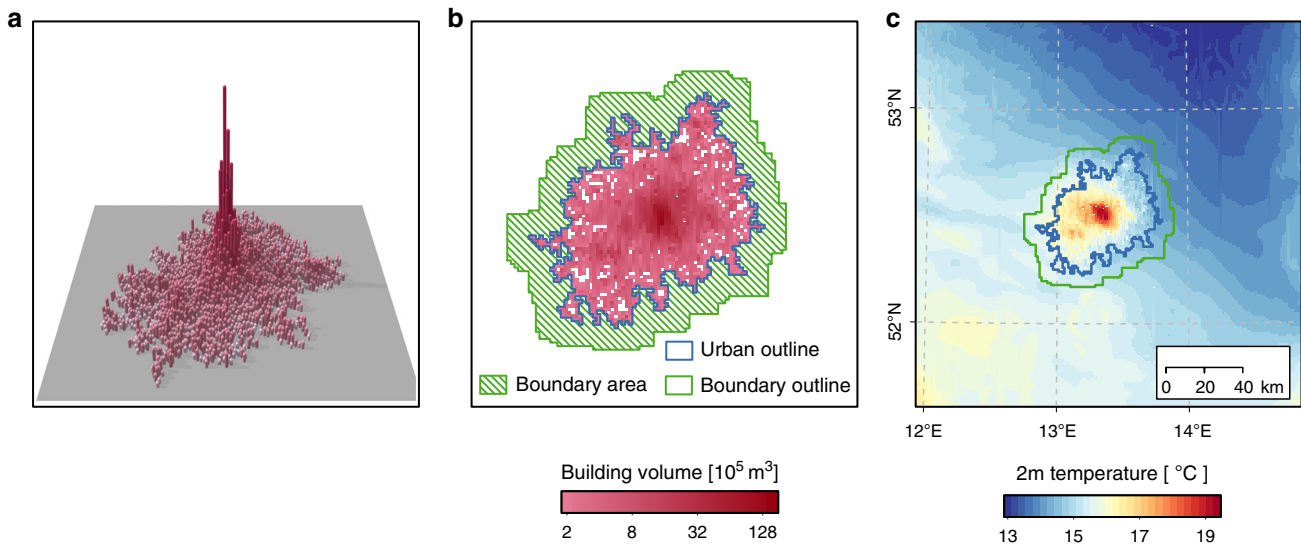 a
b
c
Urban outline
Boundary area
Boundary outline
Building volume [10⁵ m³]
2 8 32 128
53°N
52°N
0 20 40 km
12°E 13°E 14°E
2m temperature [ °C ]
13 15 17 19